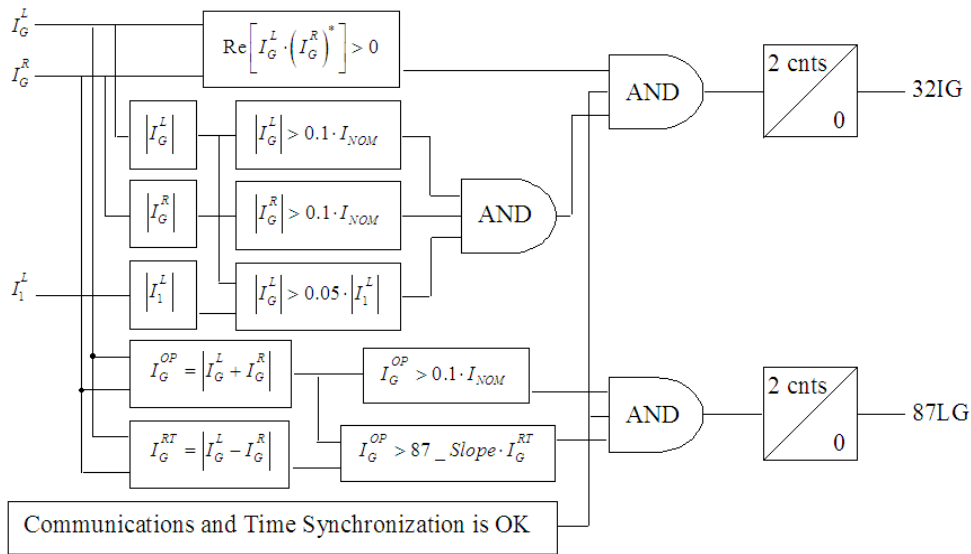 I_G^L
Re[I_G^L·(I_G^R)^*]>0
I_G^R
AND
2 cnts
0
32IG
|I_G^L|
|I_G^L|>0.1·I_NOM
|I_G^R|
|I_G^R|>0.1·I_NOM
AND
I_1^L
|I_1^L|
|I_G^L|>0.05·|I_1^L|
I_G^OP=|I_G^L+I_G^R|
I_G^OP>0.1·I_NOM
AND
2 cnts
0
87LG
I_G^RT=|I_G^L-I_G^R|
I_G^OP>87_Slope·I_G^RT
Communications and Time Synchronization is OK